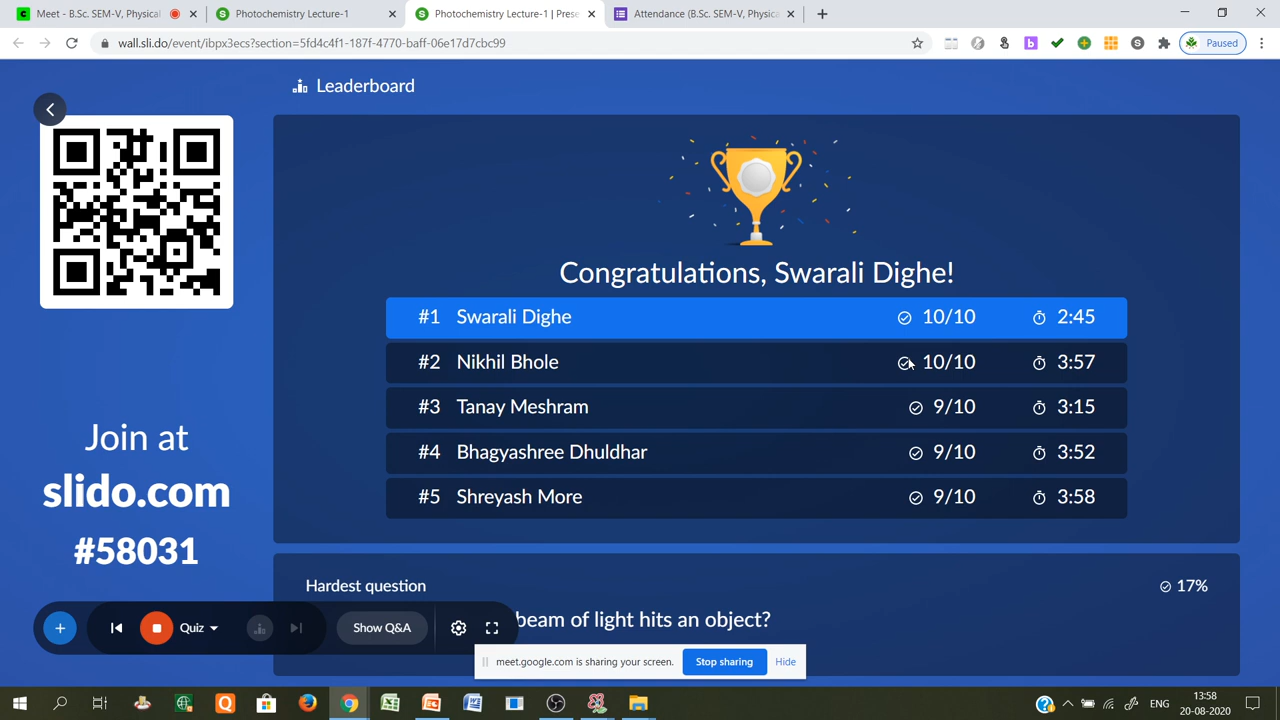 Meet - B.Sc. SEM-V, Physical
Photochemistry Lecture-1
Photochemistry Lecture-1 | Prese
Attendance (B.Sc. SEM-V, Physica
wall.sli.do/event/ibpx3ecs?section=5fd4c4f1-187f-4770-baff-06e17d7cbc99
Paused
Leaderboard
Congratulations, Swarali Dighe!
#1 Swarali Dighe 10/10 2:45
#2 Nikhil Bhole 10/10 3:57
#3 Tanay Meshram 9/10 3:15
#4 Bhagyashree Dhuldhar 9/10 3:52
#5 Shreyash More 9/10 3:58
Join at
slido.com
#58031
Hardest question 17%
beam of light hits an object?
Quiz
Show Q&A
meet.google.com is sharing your screen.
Stop sharing
Hide
ENG
13:58
20-08-2020